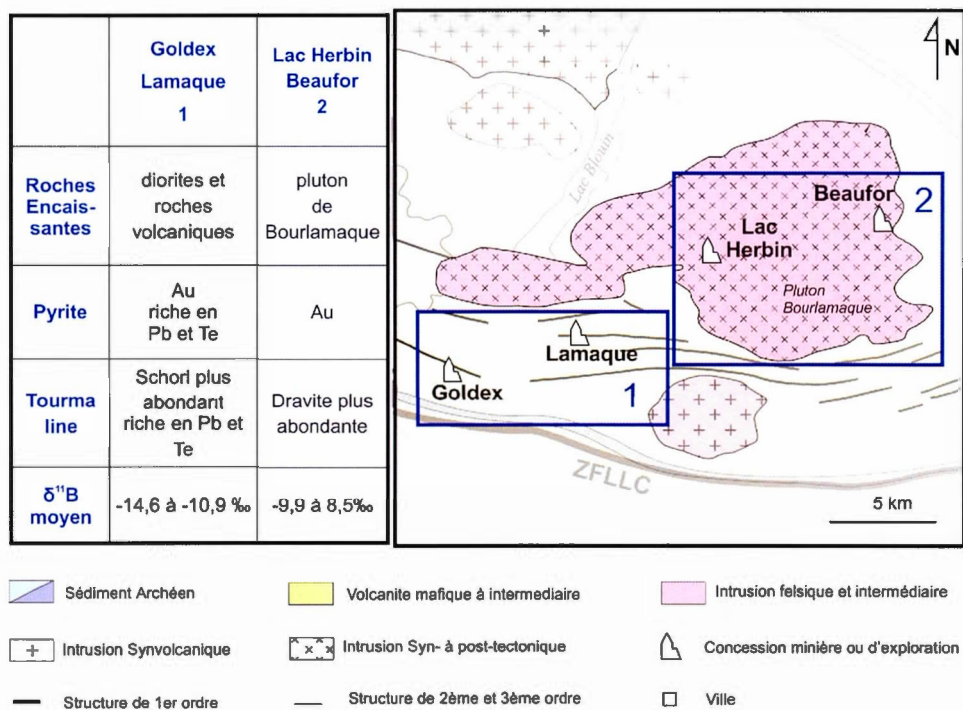 Goldex
Lamaque
1
Lac Herbin
Beaufor
2
Roches
Encais-
santes
diorites et
roches
volcaniques
pluton
de
Bourlamaque
Pyrite
Au
riche en
Pb et Te
Au
Tourma
line
Schorl plus
abondant
riche en Pb et
Te
Dravite plus
abondante
δ¹¹B
moyen
-14,6 à -10,9 ‰
-9,9 à 8,5‰
N
Lac Blouin
Beaufor
2
Lac
Herbin
Pluton
Bourlamaque
Lamaque
Goldex
1
ZFLLC
5 km
Sédiment Archéen
Volcanite mafique à intermediaire
Intrusion felsique et intermédiaire
Intrusion Synvolcanique
Intrusion Syn- à post-tectonique
Concession minière ou d'exploration
Structure de 1er ordre
Structure de 2ème et 3ème ordre
Ville